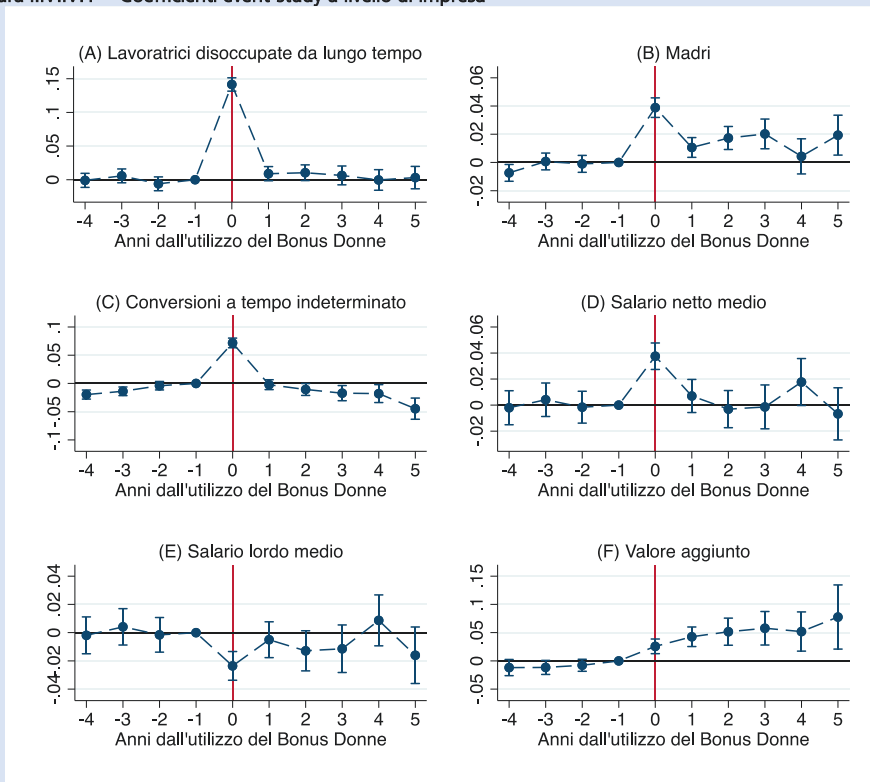 Coefficienti event study a livello di impresa
(A) Lavoratrici disoccupate da lungo tempo
.15
.1
.05
0
-4 -3 -2 -1 0 1 2 3 4 5
Anni dall'utilizzo del Bonus Donne
(B) Madri
.06
.04
.02
0
-.02
-4 -3 -2 -1 0 1 2 3 4 5
Anni dall'utilizzo del Bonus Donne
(C) Conversioni a tempo indeterminato
.1
.05
0
-.05
-.1
-4 -3 -2 -1 0 1 2 3 4 5
Anni dall'utilizzo del Bonus Donne
(D) Salario netto medio
.06
.04
.02
0
-.02
-4 -3 -2 -1 0 1 2 3 4 5
Anni dall'utilizzo del Bonus Donne
(E) Salario lordo medio
.04
.02
0
-.02
-.04
-4 -3 -2 -1 0 1 2 3 4 5
Anni dall'utilizzo del Bonus Donne
(F) Valore aggiunto
.15
.1
.05
0
-.05
-4 -3 -2 -1 0 1 2 3 4 5
Anni dall'utilizzo del Bonus Donne